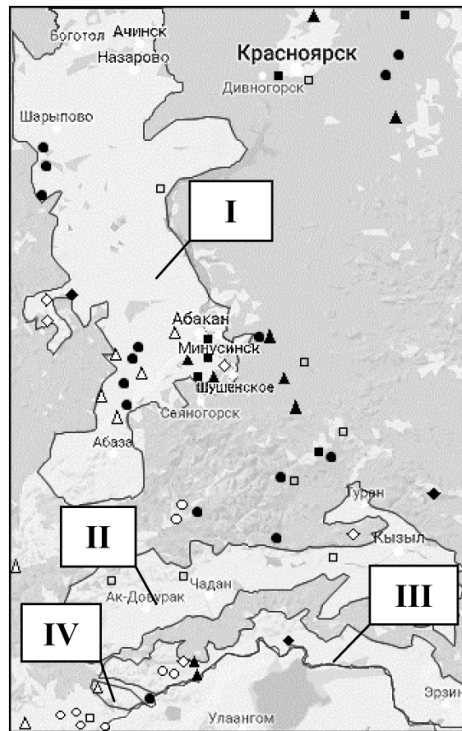 Ачинск
Боготол
Назарово
Красноярск
Дивногорск
Шарыпово
I
Абакан
Минусинск
Шушенское
Саяногорск
Абаза
Туран
II
Кызыл
Чадан
Ак-Довурак
III
IV
Эрзин
Улаангом